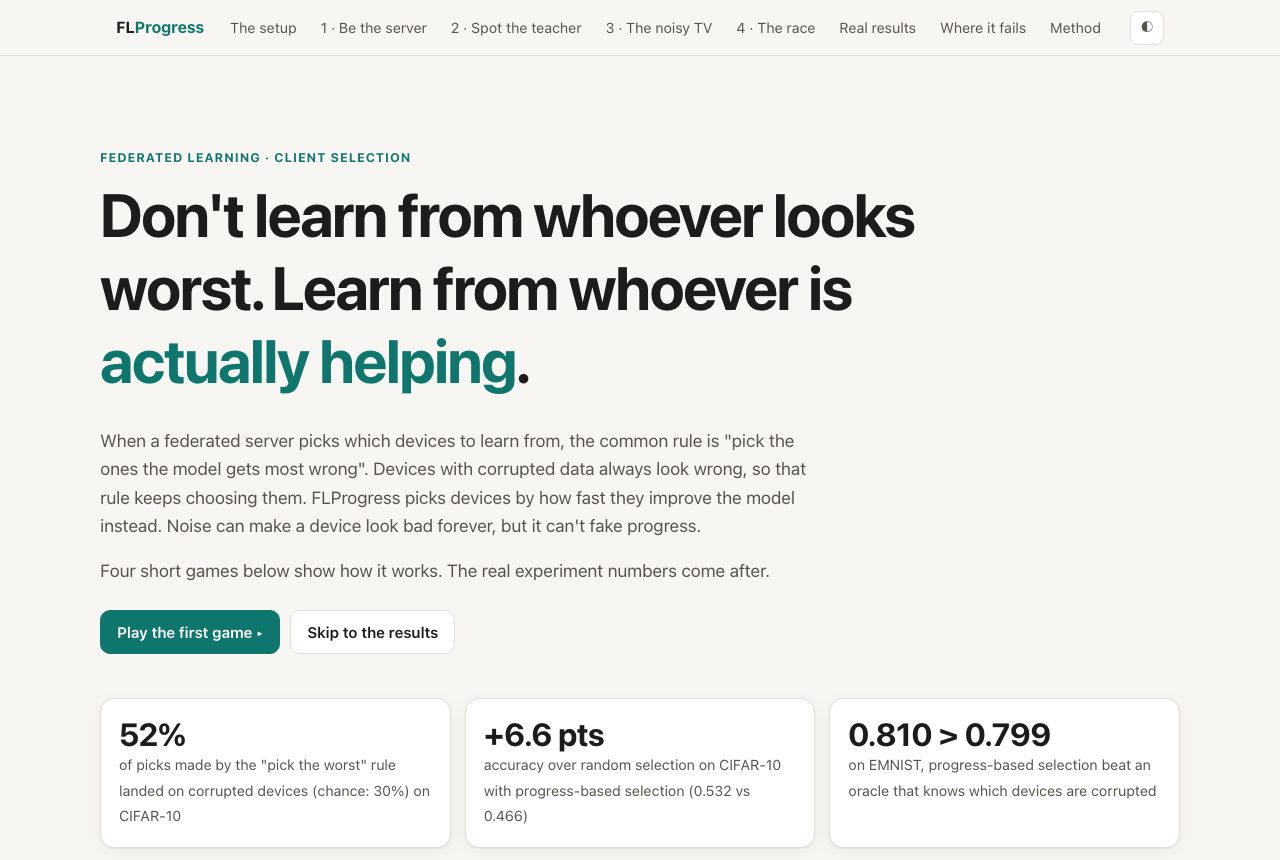 FLProgress The setup 1 · Be the server 2 · Spot the teacher 3 · The noisy TV 4 · The race Real results Where it fails Method
FEDERATED LEARNING · CLIENT SELECTION
Don't learn from whoever looks
worst. Learn from whoever is
actually helping.
When a federated server picks which devices to learn from, the common rule is "pick the
ones the model gets most wrong". Devices with corrupted data always look wrong, so that
rule keeps choosing them. FLProgress picks devices by how fast they improve the model
instead. Noise can make a device look bad forever, but it can't fake progress.
Four short games below show how it works. The real experiment numbers come after.
Play the first game ▸ Skip to the results
52%
of picks made by the "pick the worst" rule
landed on corrupted devices (chance: 30%) on
CIFAR-10
+6.6 pts
accuracy over random selection on CIFAR-10
with progress-based selection (0.532 vs
0.466)
0.810 > 0.799
on EMNIST, progress-based selection beat an
oracle that knows which devices are corrupted